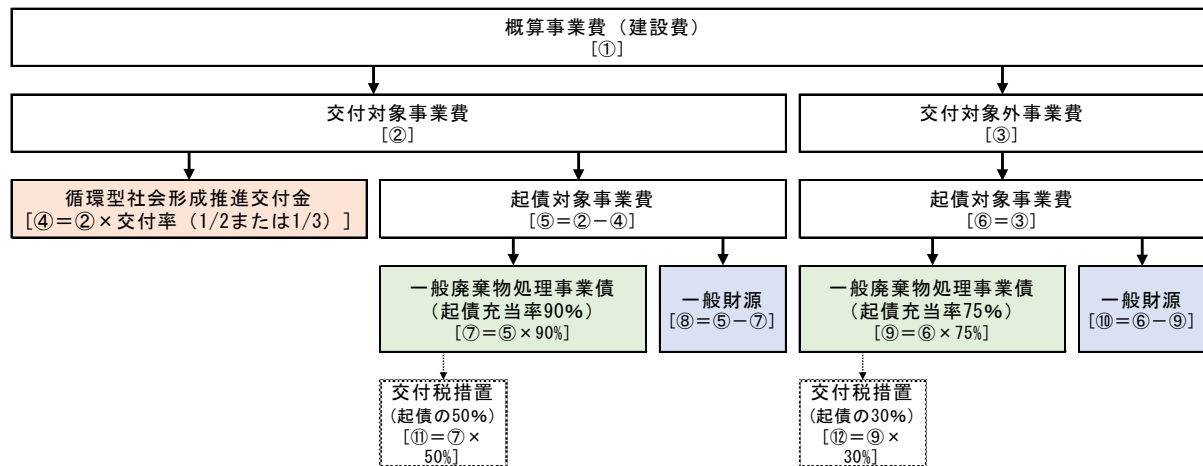 概算事業費（建設費）
[①]
交付対象事業費
[②]
交付対象外事業費
[③]
循環型社会形成推進交付金
[④＝②×交付率（1/2または1/3）]
起債対象事業費
[⑤＝②－④]
起債対象事業費
[⑥＝③]
一般廃棄物処理事業債
（起債充当率90％）
[⑦＝⑤×90%]
一般財源
[⑧＝⑤－⑦]
一般廃棄物処理事業債
（起債充当率75％）
[⑨＝⑥×75%]
一般財源
[⑩＝⑥－⑨]
交付税措置
（起債の50％）
[⑪＝⑦×
50%]
交付税措置
（起債の30％）
[⑫＝⑨×
30%]